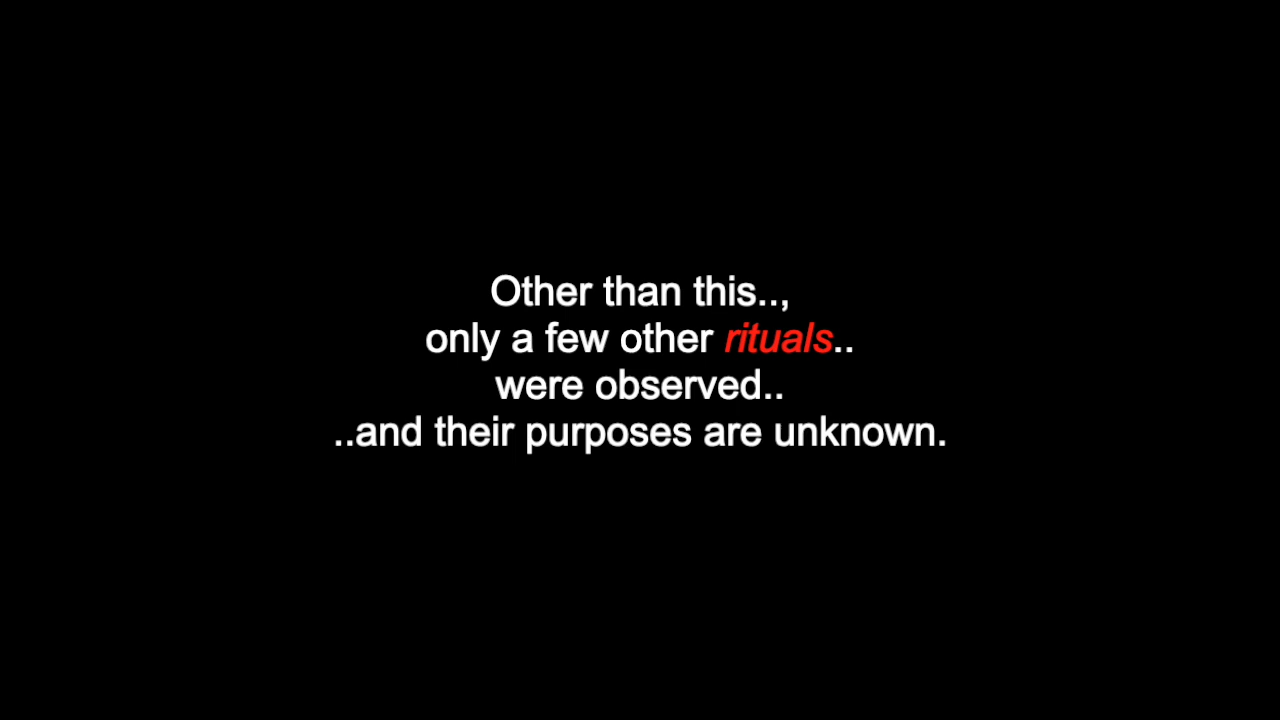 Other than this..,
only a few other rituals..
were observed..
..and their purposes are unknown.